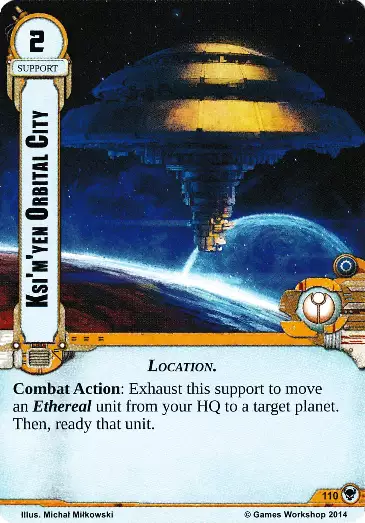 2
SUPPORT
Ksi'm'yen Orbital City
Location.
Combat Action: Exhaust this support to move
an Ethereal unit from your HQ to a target planet.
Then, ready that unit.
110
Illus. Michał Miłkowski
© Games Workshop 2014